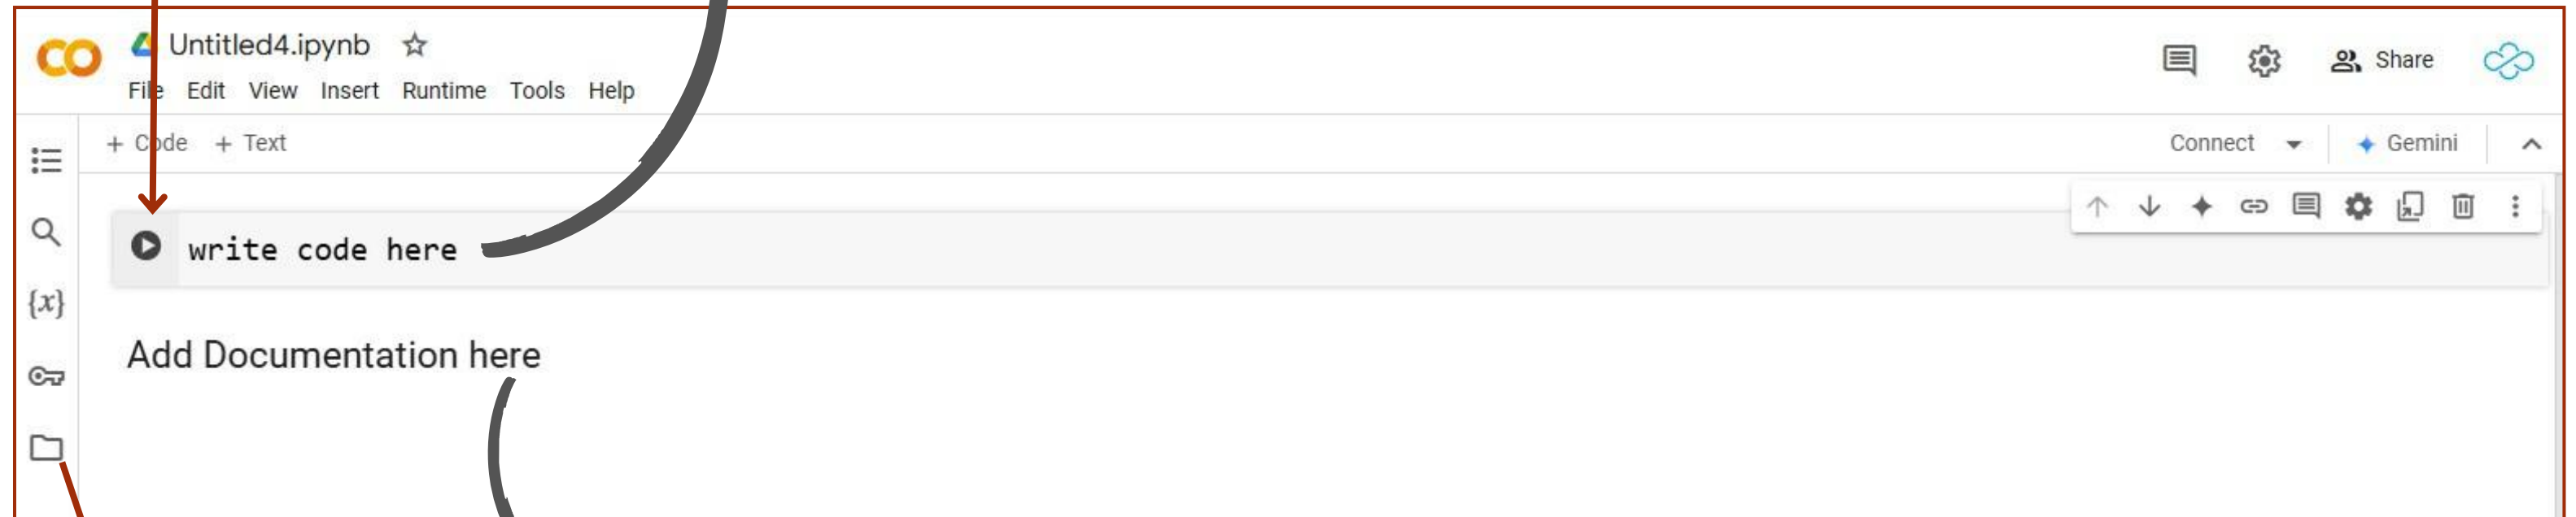 CO Untitled4.ipynb
File Edit View Insert Runtime Tools Help
Share
+ Code + Text
Connect
Gemini
write code here
{x}
Add Documentation here